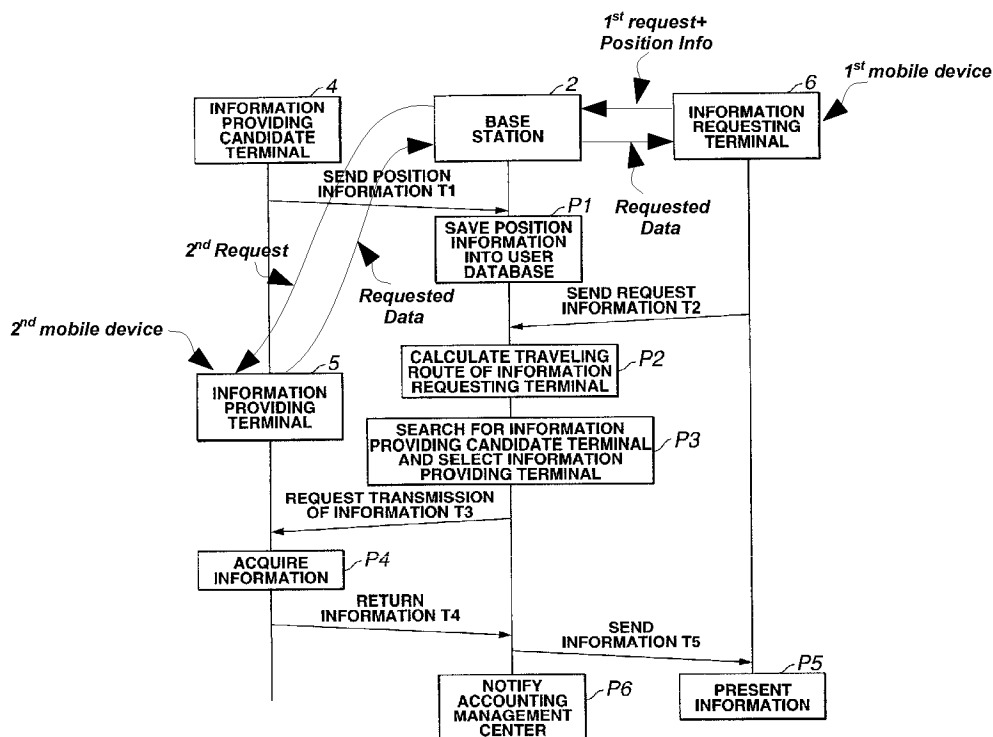 1st request+
Position Info
1st mobile device
4
2
6
INFORMATION
PROVIDING
CANDIDATE
TERMINAL
BASE
STATION
INFORMATION
REQUESTING
TERMINAL
SEND POSITION
INFORMATION T1
Requested
Data
P1
SAVE POSITION
INFORMATION
INTO USER
DATABASE
2nd Request
Requested
Data
SEND REQUEST
INFORMATION T2
2nd mobile device
5
INFORMATION
PROVIDING
TERMINAL
CALCULATE TRAVELING
ROUTE OF INFORMATION
REQUESTING TERMINAL
P2
SEARCH FOR INFORMATION
PROVIDING CANDIDATE TERMINAL
AND SELECT INFORMATION
PROVIDING TERMINAL
P3
REQUEST TRANSMISSION
OF INFORMATION T3
ACQUIRE
INFORMATION
P4
RETURN
INFORMATION T4
SEND
INFORMATION T5
NOTIFY
ACCOUNTING
MANAGEMENT
CENTER
P6
PRESENT
INFORMATION
P5